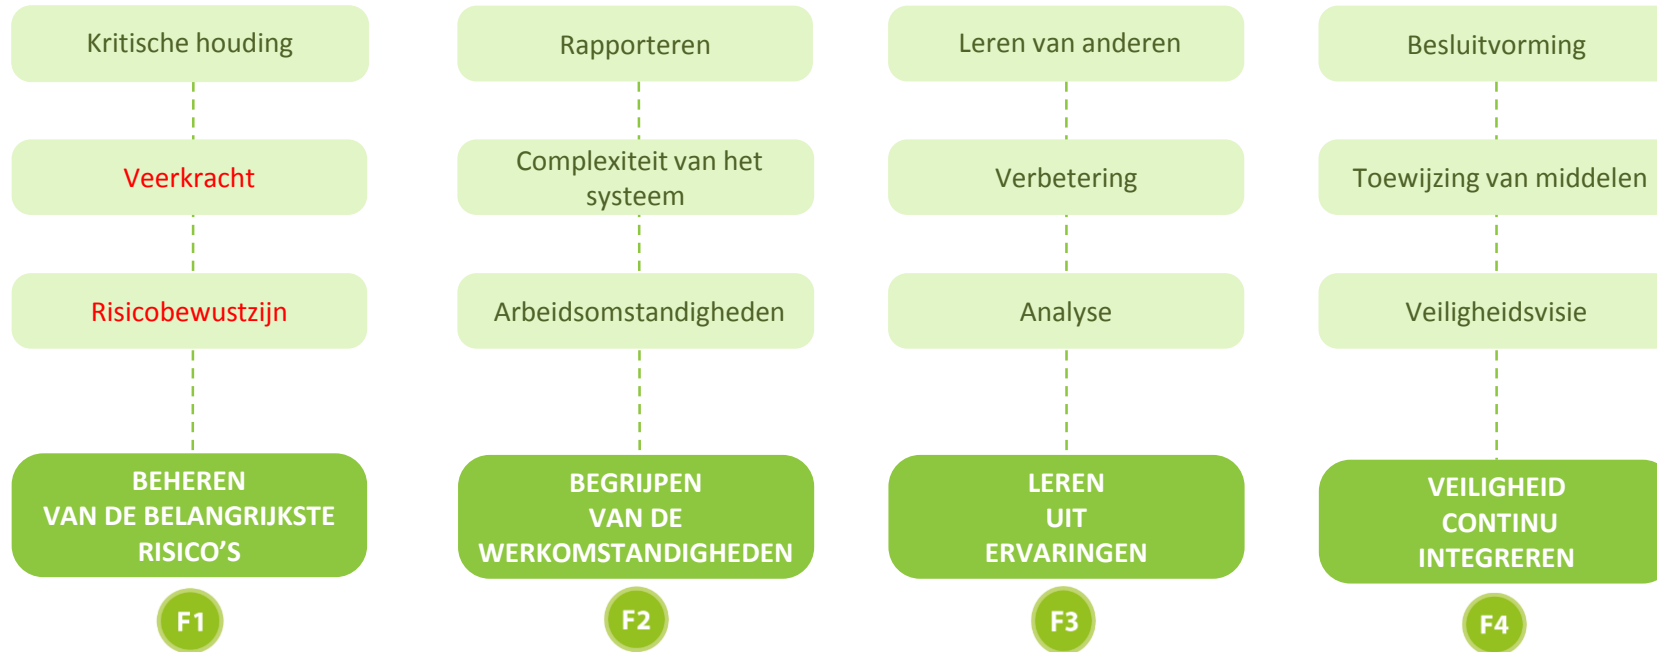 Kritische houding
Rapporteren
Leren van anderen
Besluitvorming
Veerkracht
Complexiteit van het
systeem
Verbetering
Toewijzing van middelen
Risicobewustzijn
Arbeidsomstandigheden
Analyse
Veiligheidsvisie
BEHEREN
VAN DE BELANGRIJKSTE
RISICO’S
BEGRIJPEN
VAN DE
WERKOMSTANDIGHEDEN
LEREN
UIT
ERVARINGEN
VEILIGHEID
CONTINU
INTEGREREN
F1
F2
F3
F4